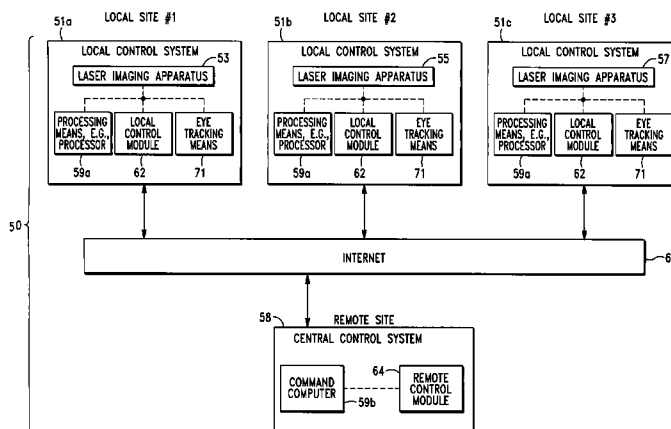 LOCAL SITE #1
LOCAL SITE #2
LOCAL SITE #3
51a
51b
51c
LOCAL CONTROL SYSTEM
LOCAL CONTROL SYSTEM
LOCAL CONTROL SYSTEM
53
55
57
LASER IMAGING APPARATUS
LASER IMAGING APPARATUS
LASER IMAGING APPARATUS
PROCESSING MEANS, E.G., PROCESSOR
LOCAL CONTROL MODULE
EYE TRACKING MEANS
PROCESSING MEANS, E.G., PROCESSOR
LOCAL CONTROL MODULE
EYE TRACKING MEANS
PROCESSING MEANS, E.G., PROCESSOR
LOCAL CONTROL MODULE
EYE TRACKING MEANS
59a
62
71
59a
62
71
59a
62
71
50
INTERNET
REMOTE SITE
58
CENTRAL CONTROL SYSTEM
COMMAND COMPUTER
59b
64
REMOTE CONTROL MODULE